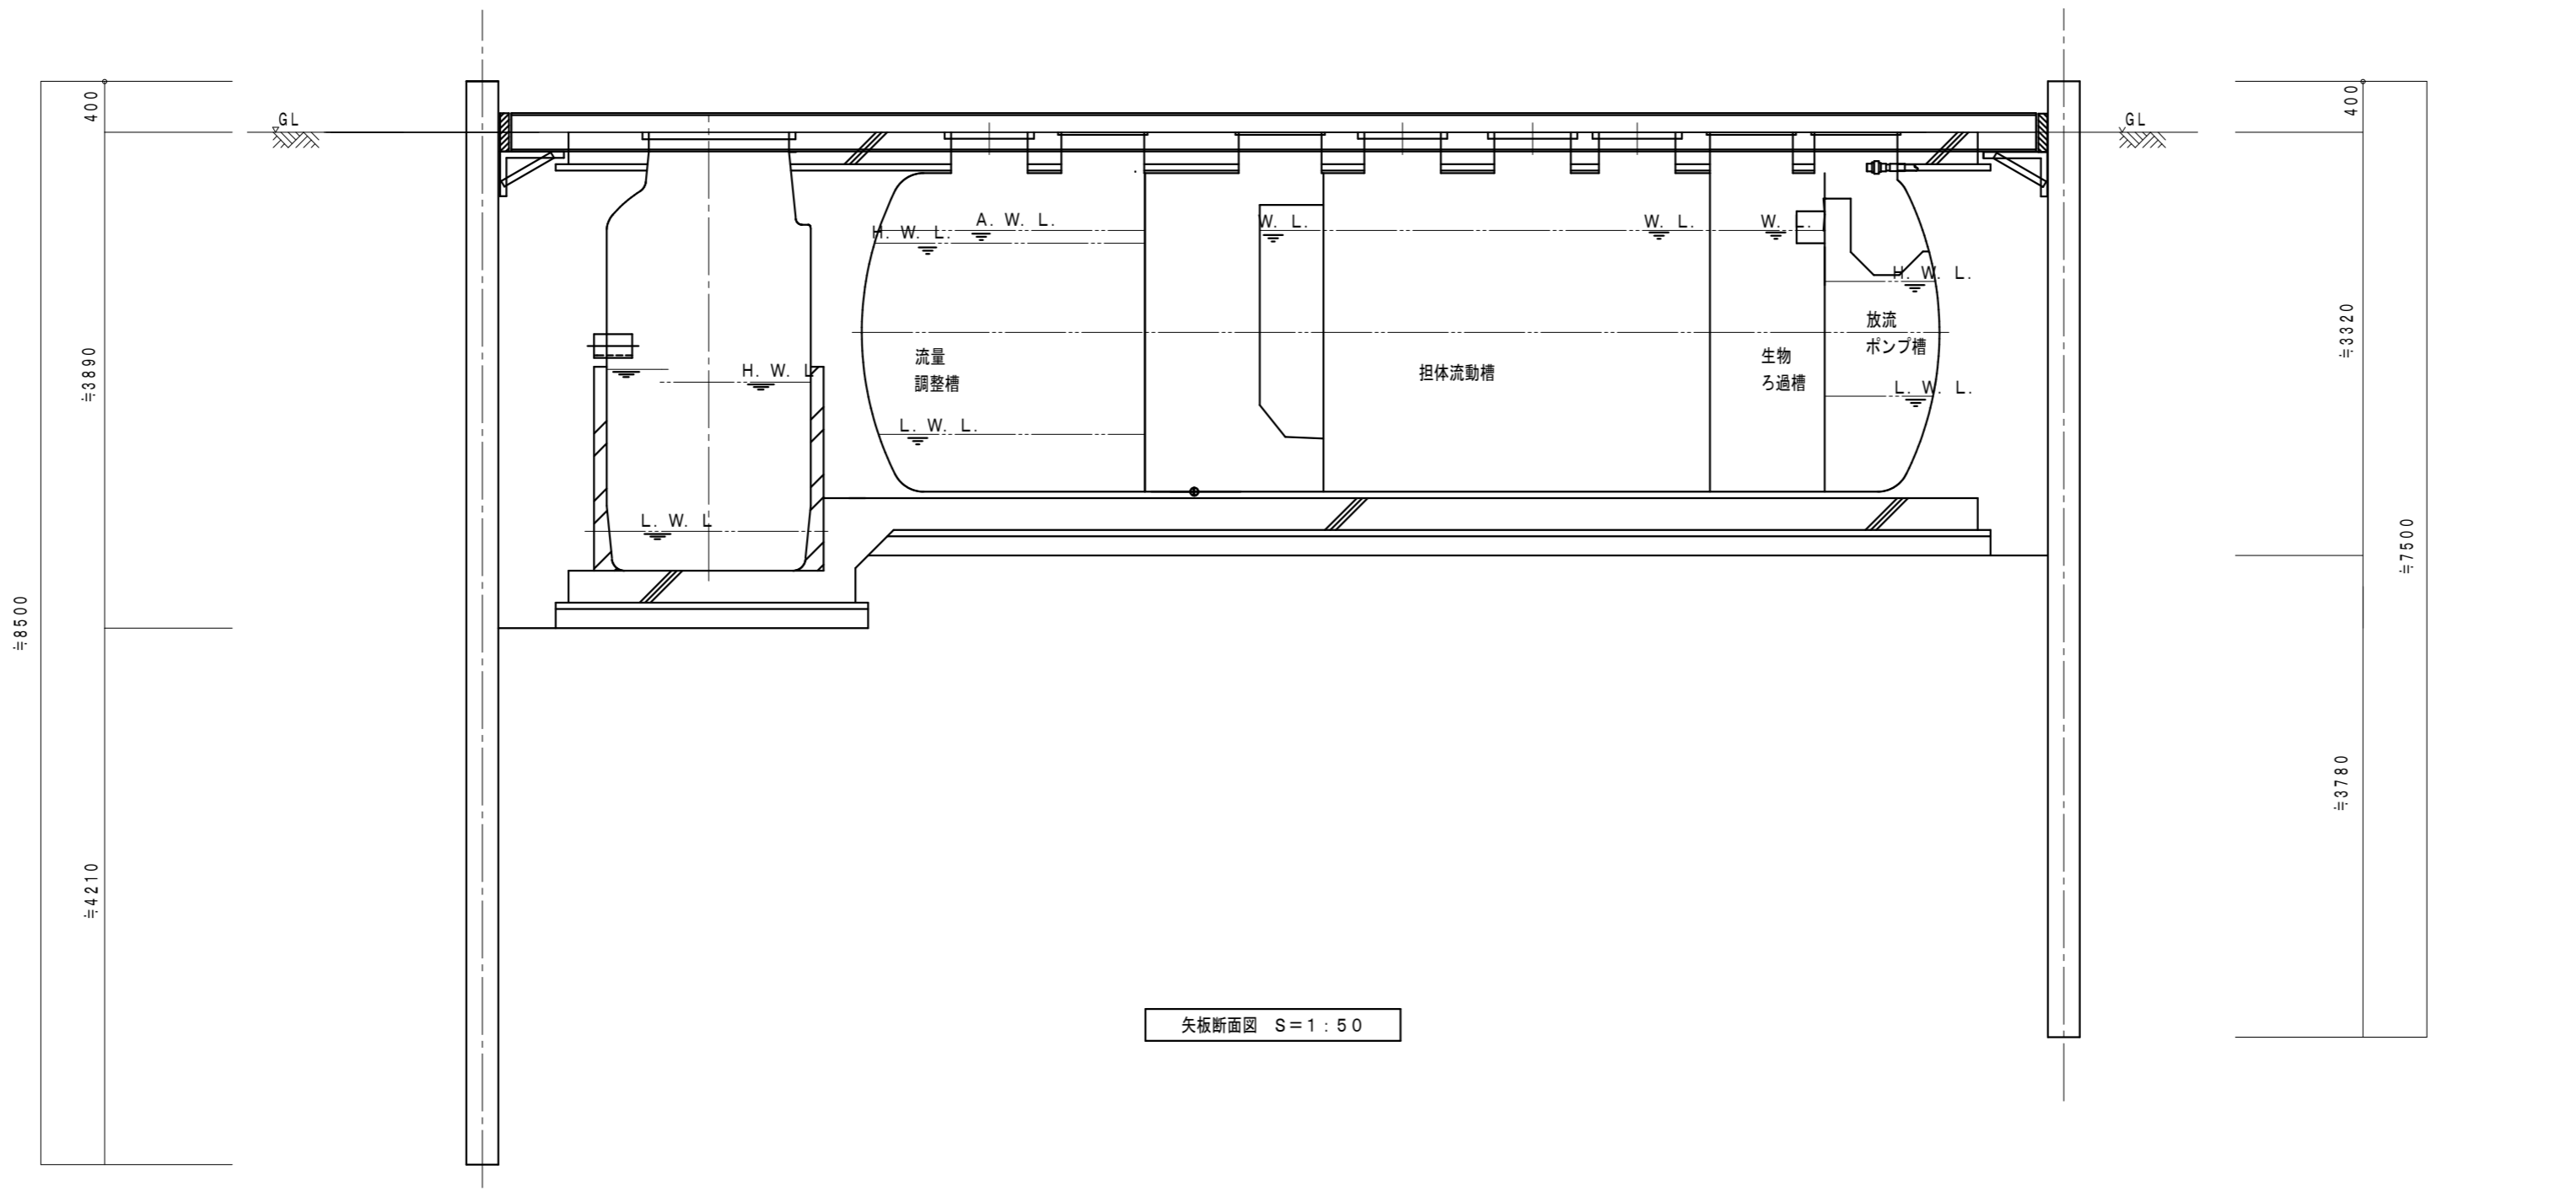 400
GL
400
GL
A. W. L.
H. W. L.
W. L.
W. L.
W. L.
H. W. L.
≒3890
≒3320
放流
ポンプ槽
流量
調整槽
生物
ろ過槽
担体流動槽
H. W. L
L. W. L.
L. W. L.
L. W. L
≒7500
≒8500
≒3780
≒4210
矢板断面図 S=1:50